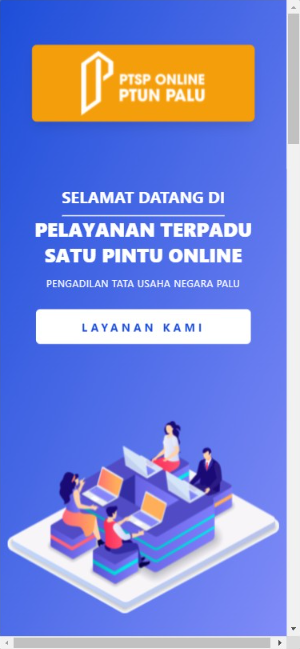 PTSP ONLINE
PTUN PALU
SELAMAT DATANG DI
PELAYANAN TERPADU
SATU PINTU ONLINE
PENGADILAN TATA USAHA NEGARA PALU
LAYANAN KAMI